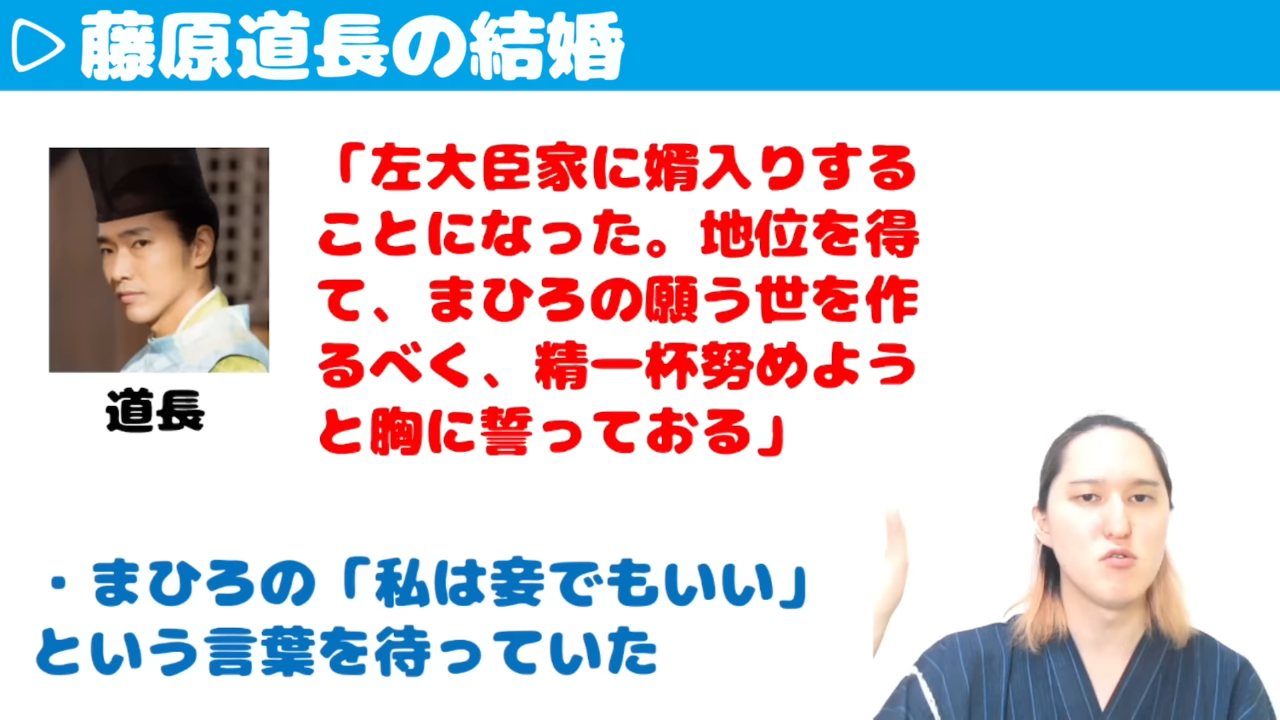 藤原道長の結婚
「左大臣家に婿入りする
ことになった。地位を得
て、まひろの願う世を作
るべく、精一杯努めよう
と胸に誓っておる」
道長
・まひろの「私は妾でもいい」
という言葉を待っていた